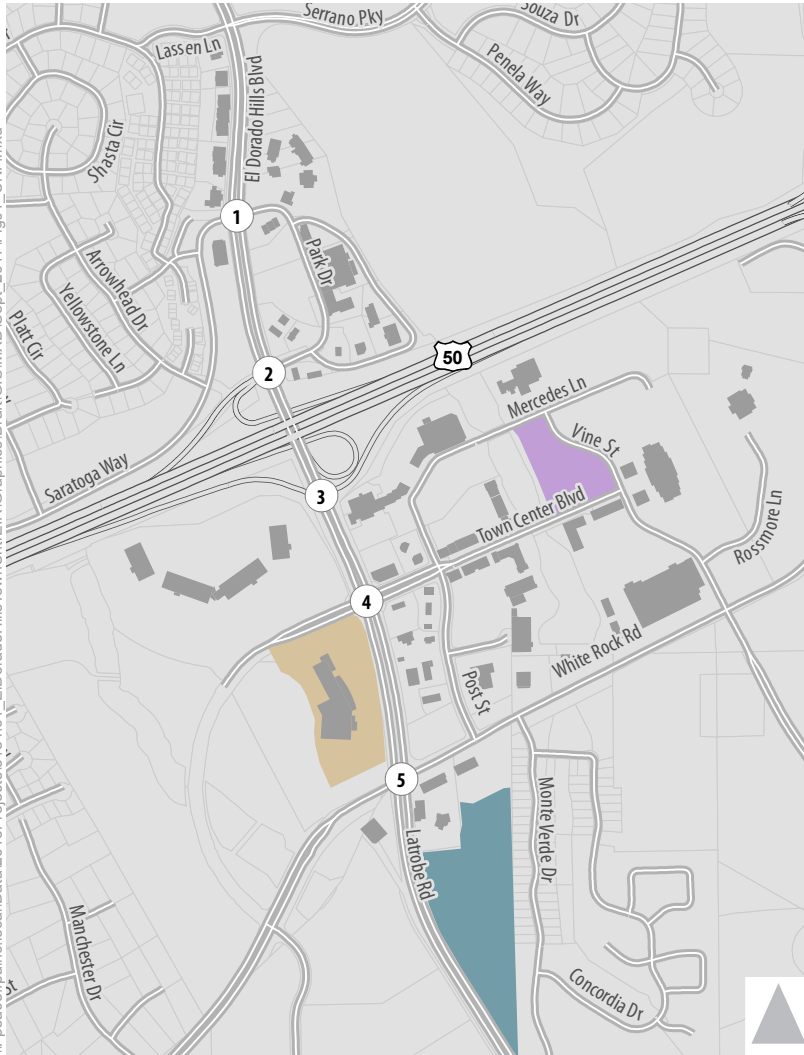 Serrano Pky
Souza Dr
Lassen Ln
El Dorado Hills Blvd
Penela Way
Shasta Cir
1
Park Dr
Arrowhead Dr
Yellowstone Ln
Platt Cir
50
2
Mercedes Ln
Vine St
Saratoga Way
3
Town Center Blvd
Rossmore Ln
4
White Rock Rd
Post St
5
Monte Verde Dr
Latrobe Rd
Manchester Dr
Concordia Dr
St